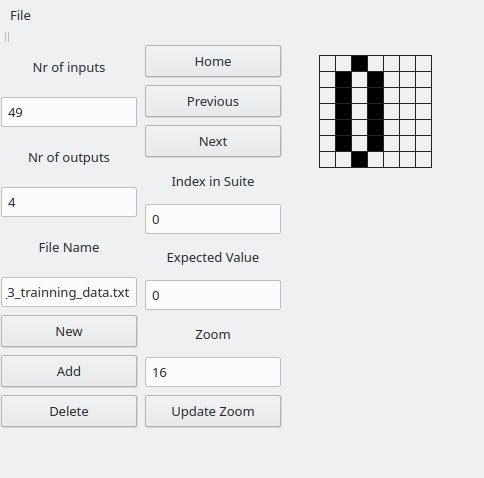 File
Nr of inputs
49
Nr of outputs
4
File Name
_3_trainning_data.txt
New
Add
Delete
Home
Previous
Next
Index in Suite
0
Expected Value
0
Zoom
16
Update Zoom